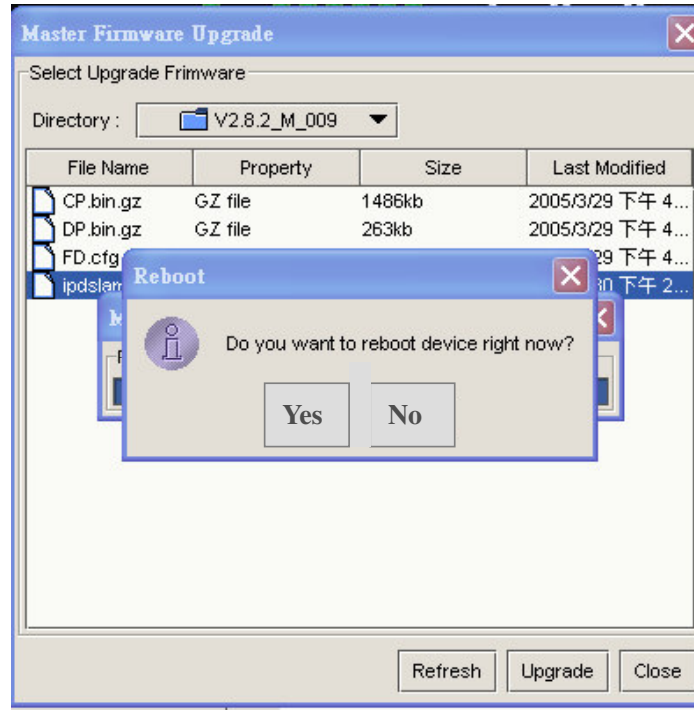 Master Firmware Upgrade
Select Upgrade Frimware
Directory :
V2.8.2_M_009
File Name Property Size Last Modified
CP.bin.gz GZ file 1486kb 2005/3/29 下午 4...
DP.bin.gz GZ file 263kb 2005/3/29 下午 4...
FD.cfg 29 下午 4...
ipdslam 30 下午 2...
Reboot
Do you want to reboot device right now?
Yes No
Refresh Upgrade Close